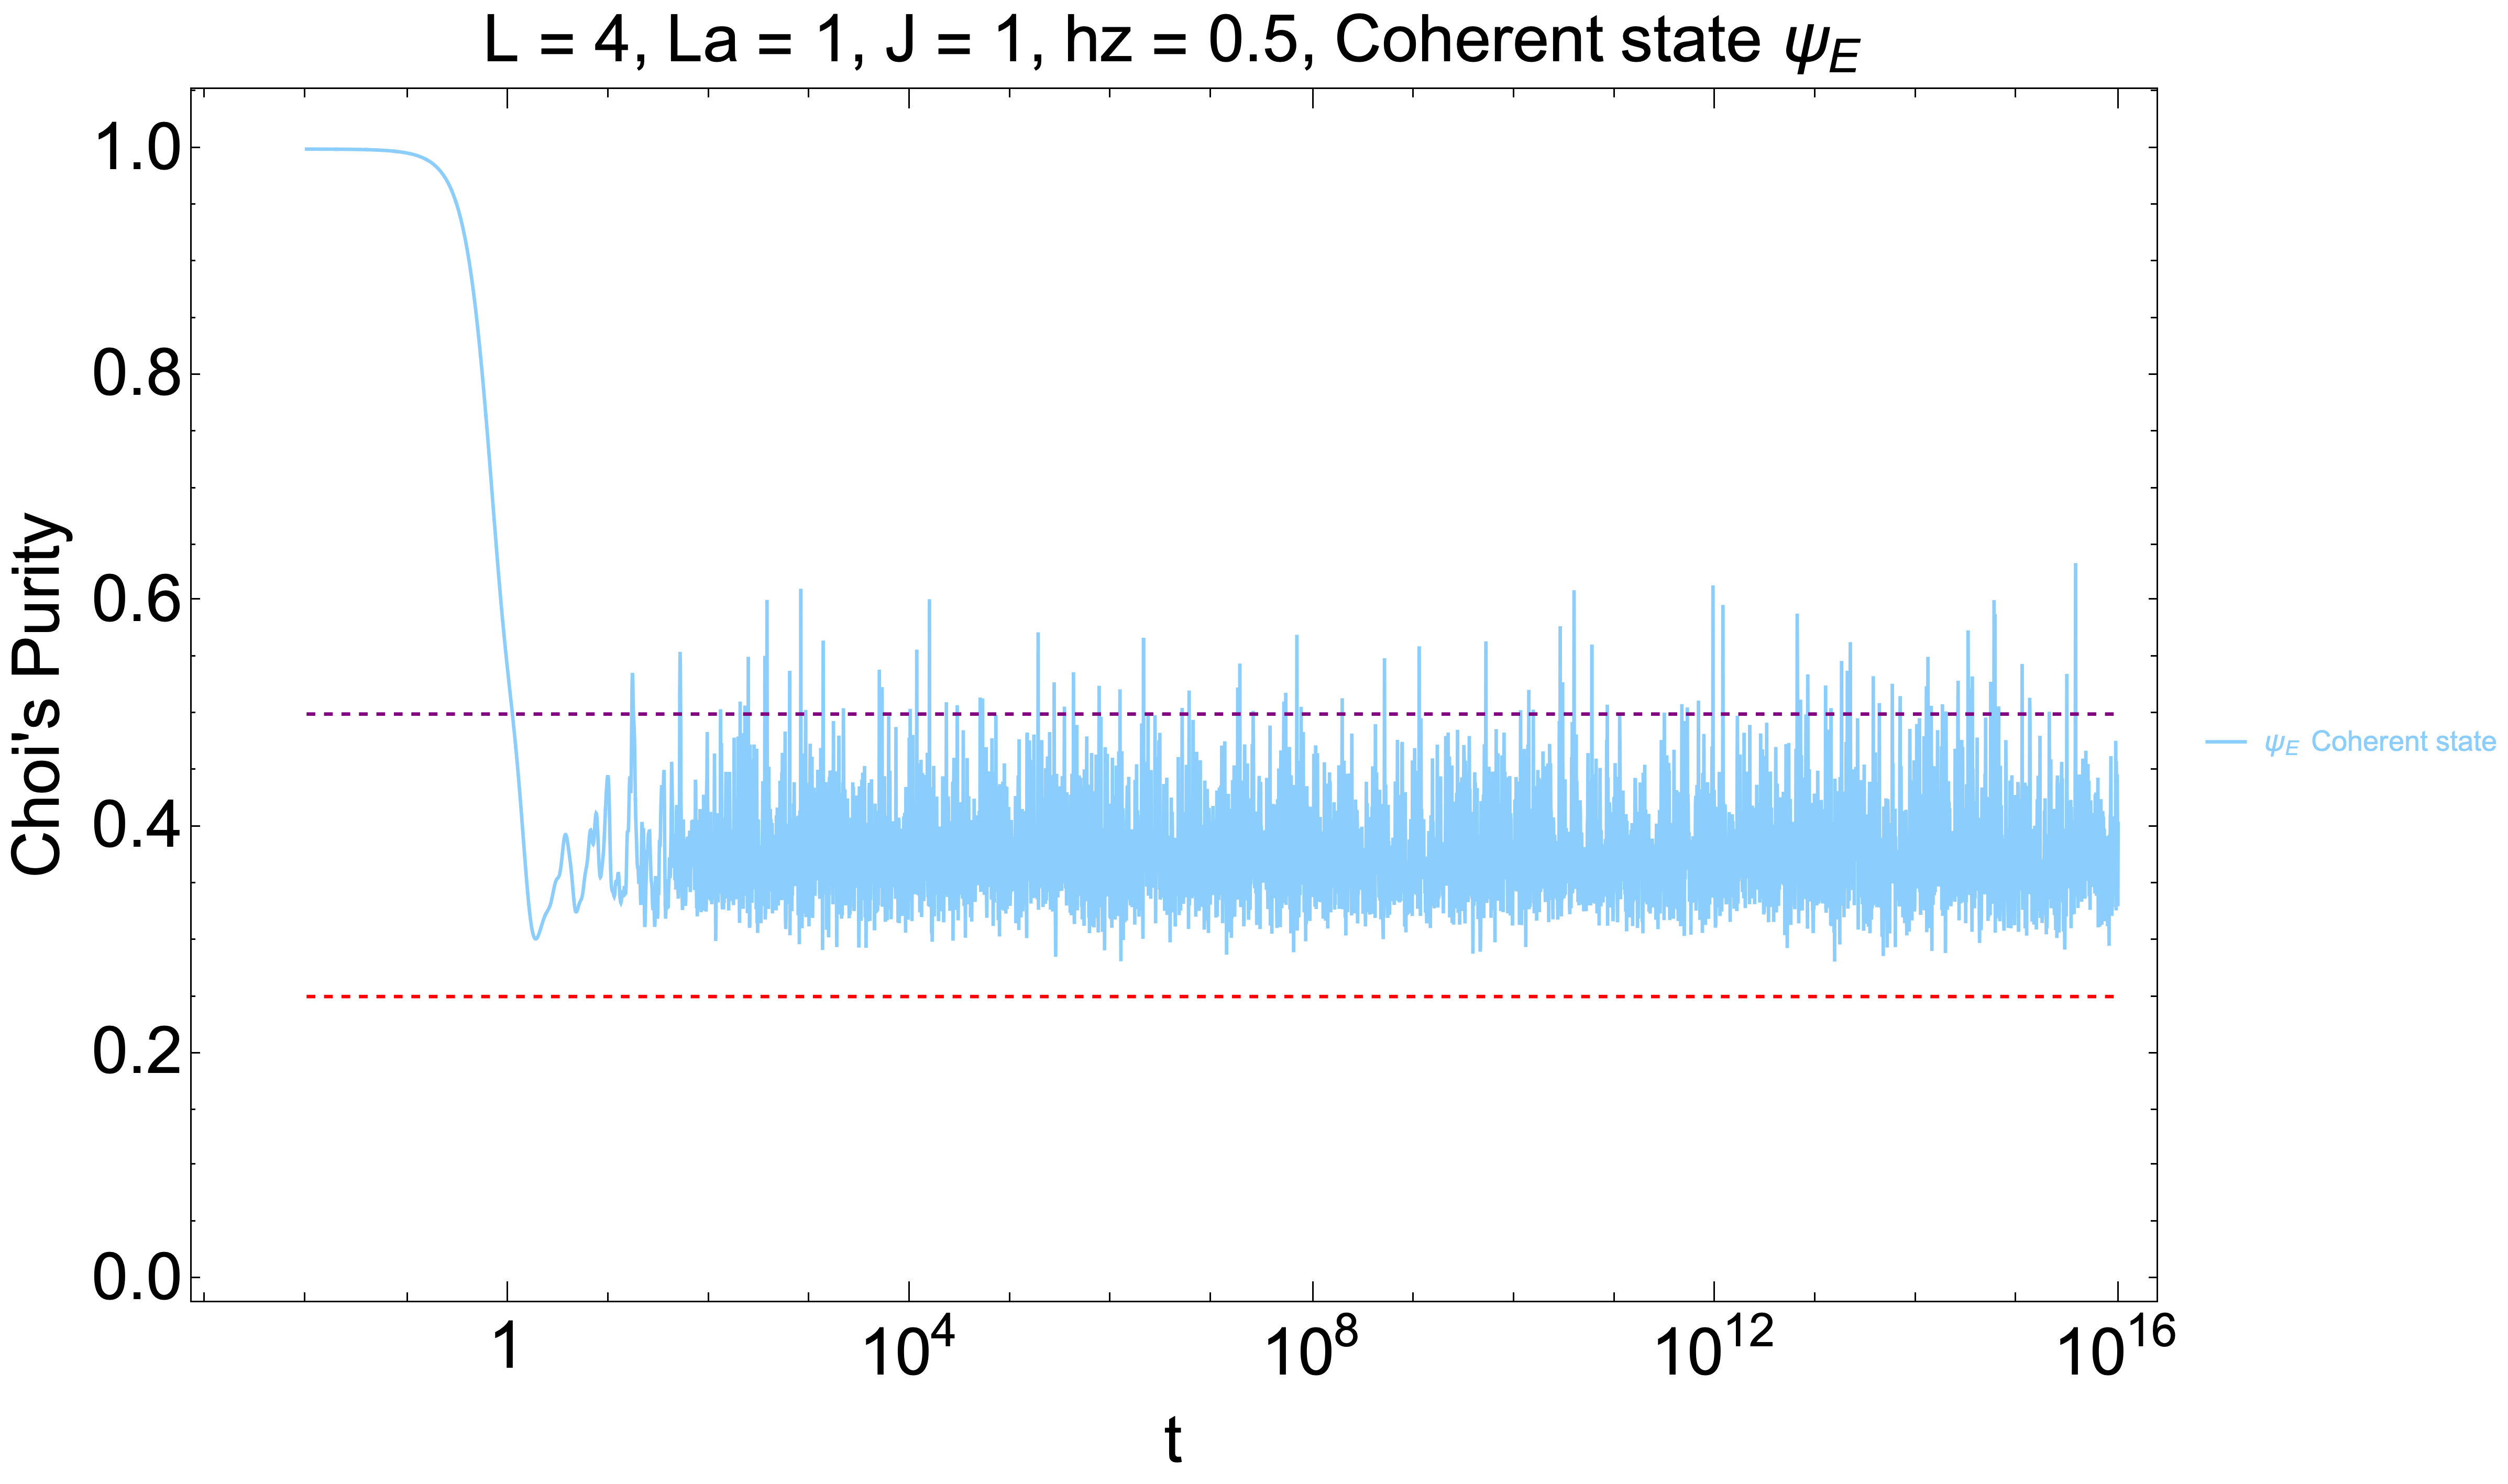 L = 4, La = 1, J = 1, hz = 0.5, Coherent state ψE
Choi's Purity
1.0
0.8
0.6
0.4
0.2
0.0
1
10^4
10^8
10^12
10^16
t
ψE Coherent state